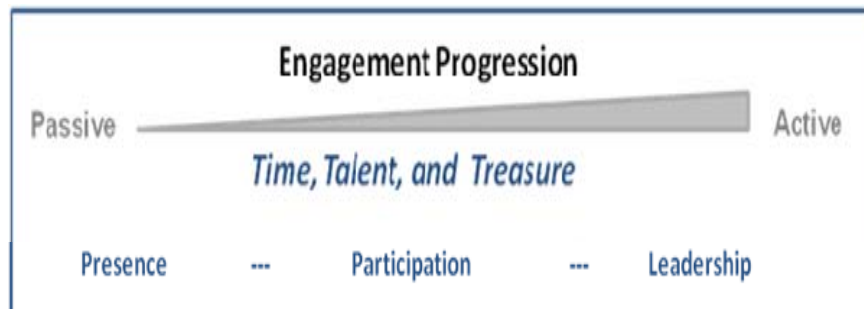 Engagement Progression
Passive Active
Time, Talent, and Treasure
Presence --- Participation --- Leadership